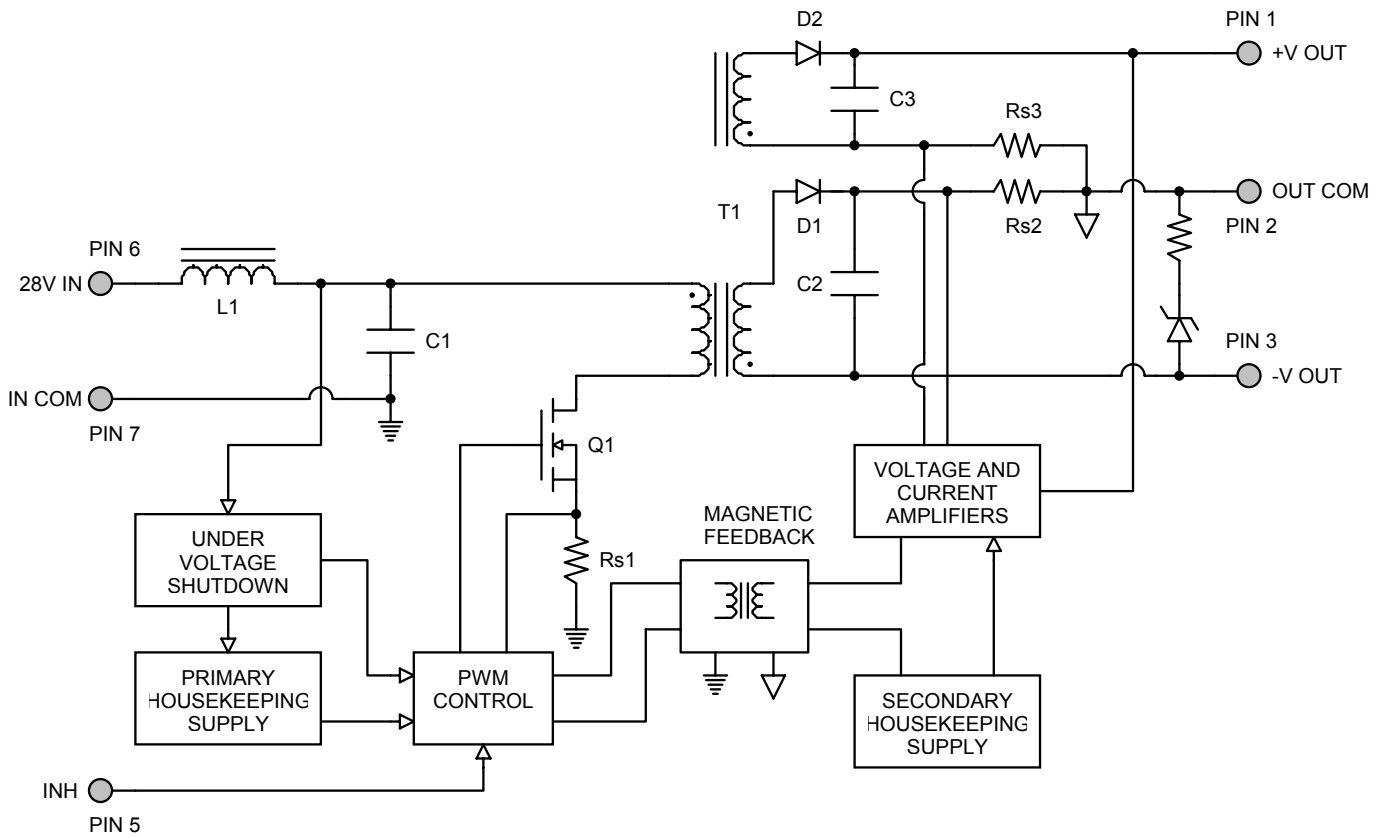 D2
PIN 1
+V OUT
C3
Rs3
T1
D1
Rs2
OUT COM
PIN 2
PIN 6
28V IN
L1
C1
C2
PIN 3
-V OUT
IN COM
PIN 7
Q1
VOLTAGE AND
CURRENT
AMPLIFIERS
UNDER
VOLTAGE
SHUTDOWN
MAGNETIC
FEEDBACK
Rs1
PRIMARY
HOUSEKEEPING
SUPPLY
PWM
CONTROL
SECONDARY
HOUSEKEEPING
SUPPLY
INH
PIN 5